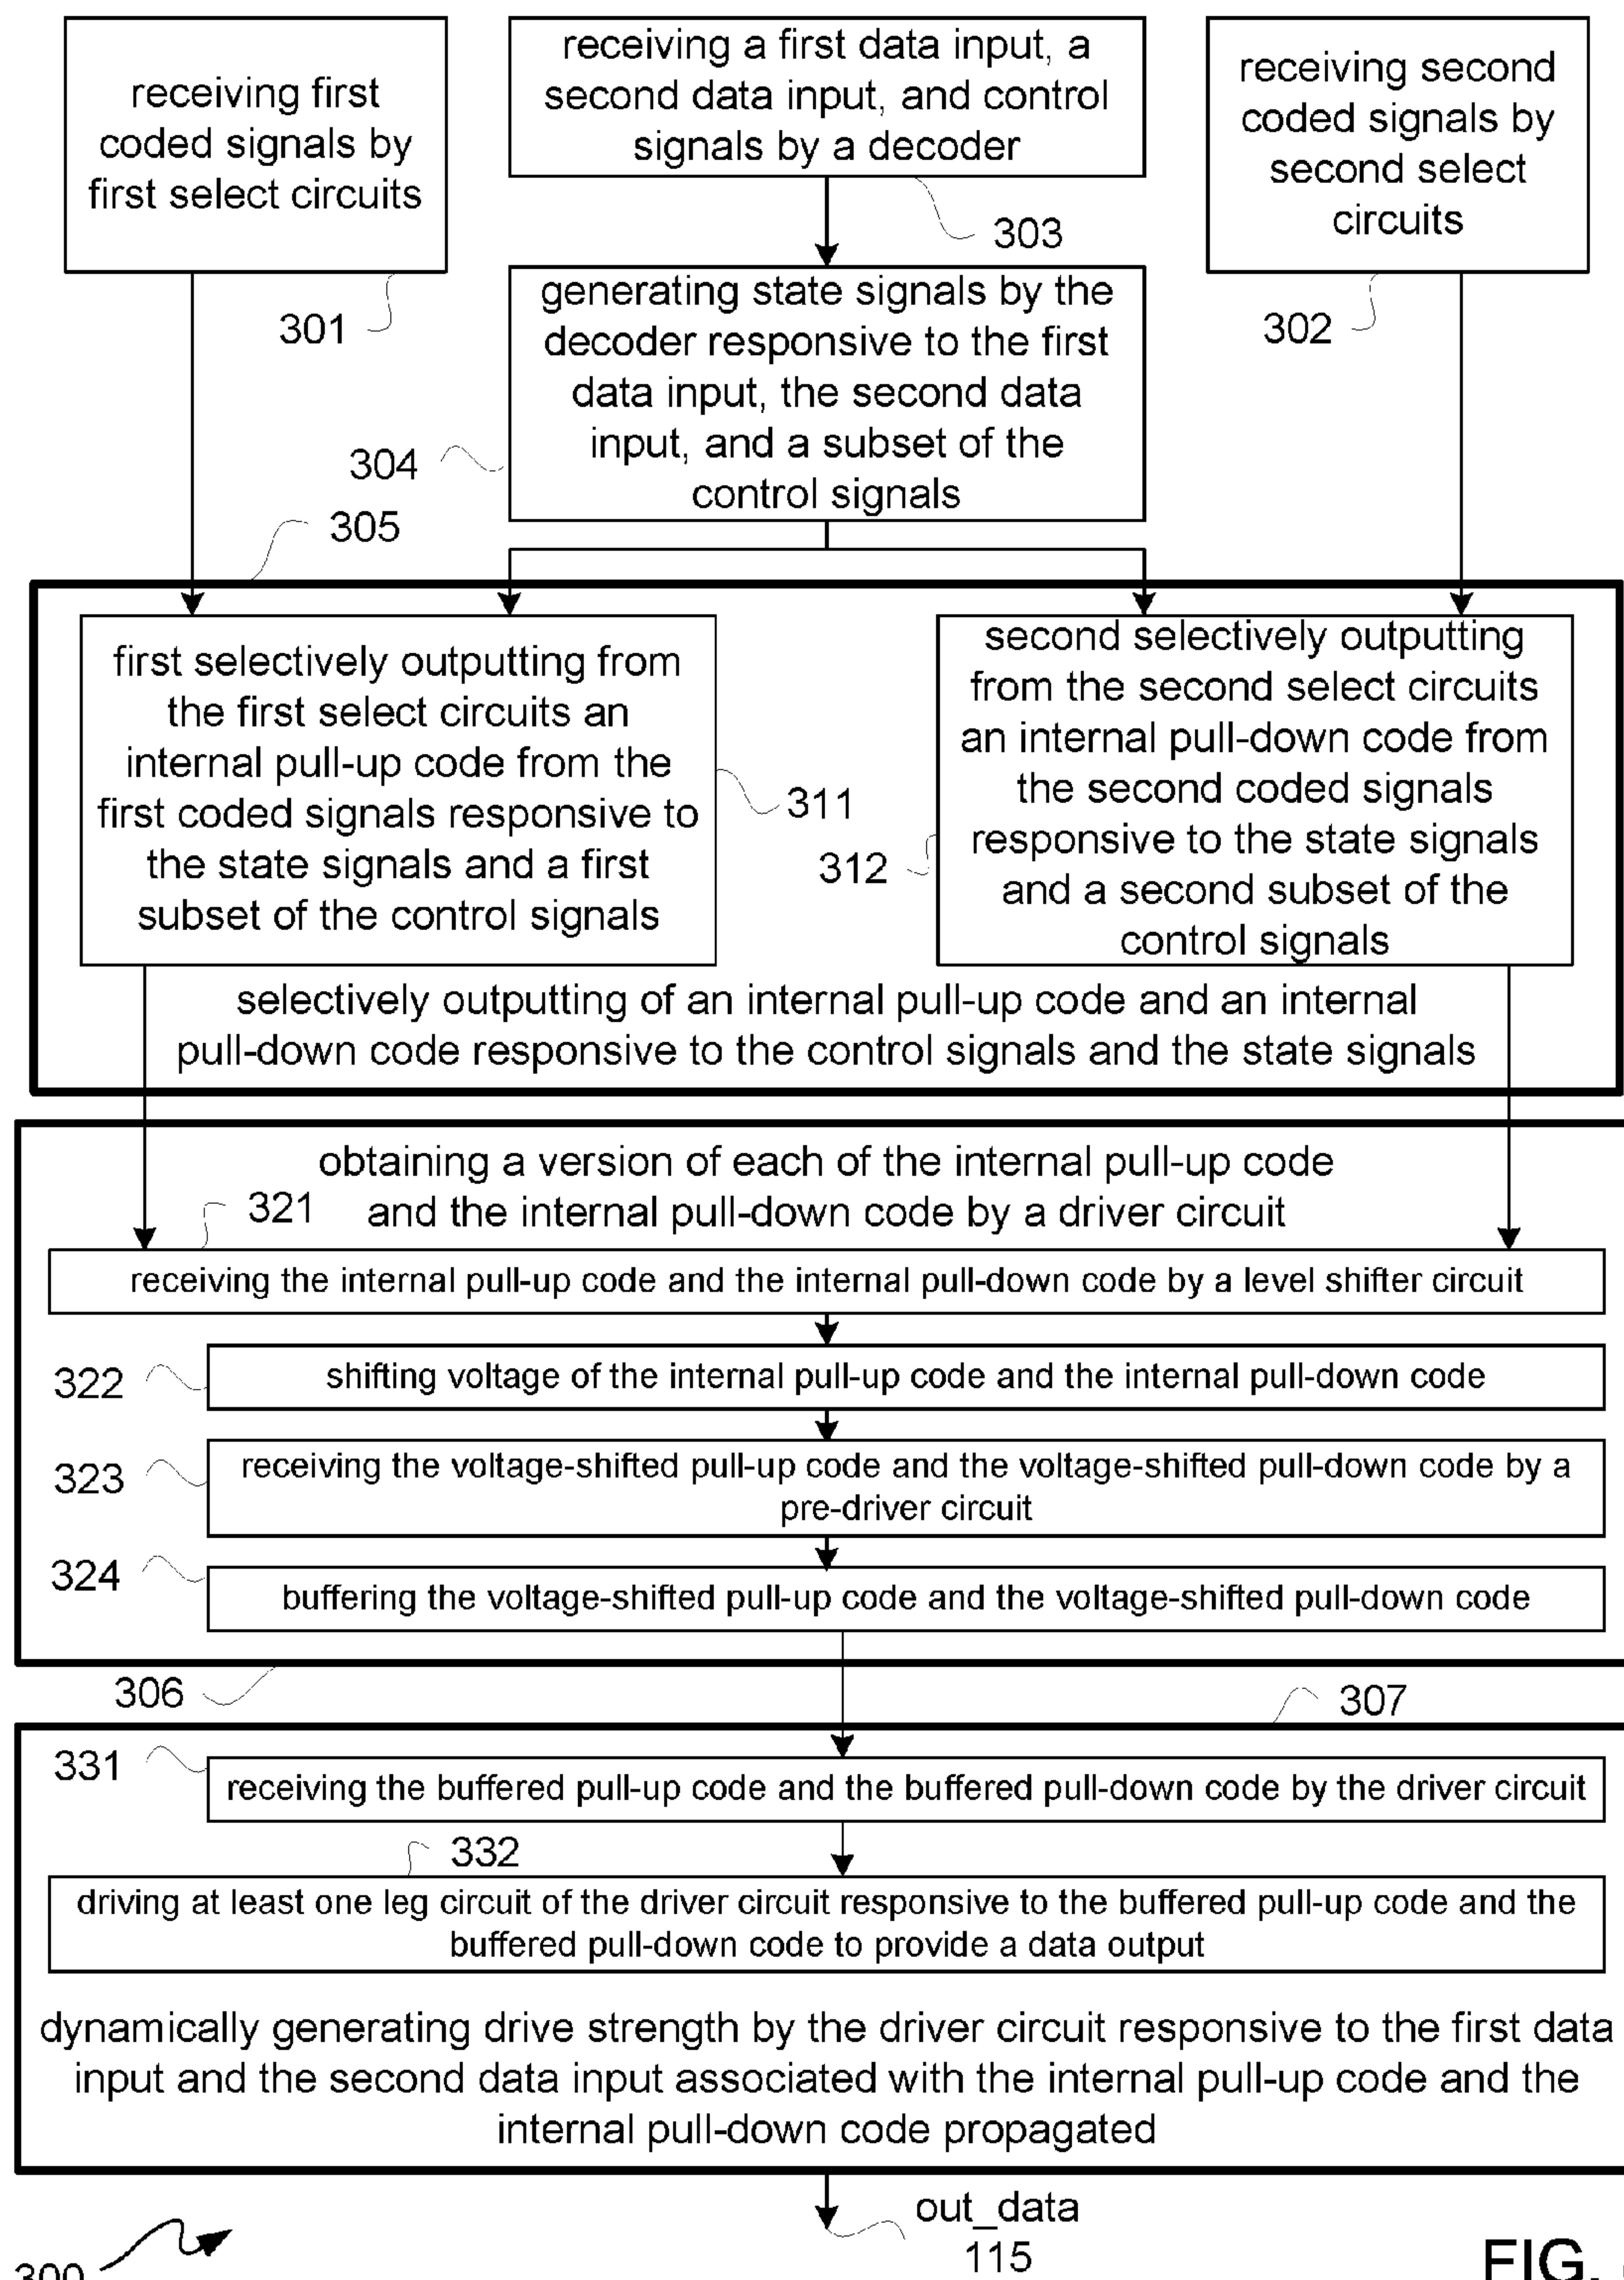 receiving first
coded signals by
first select circuits
301
receiving a first data input, a
second data input, and control
signals by a decoder
303
receiving second
coded signals by
second select
circuits
302
generating state signals by the
decoder responsive to the first
data input, the second data
input, and a subset of the
control signals
304
305
first selectively outputting from
the first select circuits an
internal pull-up code from the
first coded signals responsive to
the state signals and a first
subset of the control signals
311
second selectively outputting
from the second select circuits
an internal pull-down code from
the second coded signals
responsive to the state signals
and a second subset of the
control signals
312
selectively outputting of an internal pull-up code and an internal
pull-down code responsive to the control signals and the state signals
obtaining a version of each of the internal pull-up code
and the internal pull-down code by a driver circuit
321
receiving the internal pull-up code and the internal pull-down code by a level shifter circuit
322
shifting voltage of the internal pull-up code and the internal pull-down code
323
receiving the voltage-shifted pull-up code and the voltage-shifted pull-down code by a
pre-driver circuit
324
buffering the voltage-shifted pull-up code and the voltage-shifted pull-down code
306
307
331
receiving the buffered pull-up code and the buffered pull-down code by the driver circuit
332
driving at least one leg circuit of the driver circuit responsive to the buffered pull-up code and the
buffered pull-down code to provide a data output
dynamically generating drive strength by the driver circuit responsive to the first data
input and the second data input associated with the internal pull-up code and the
internal pull-down code propagated
out_data
115
300
FIG.